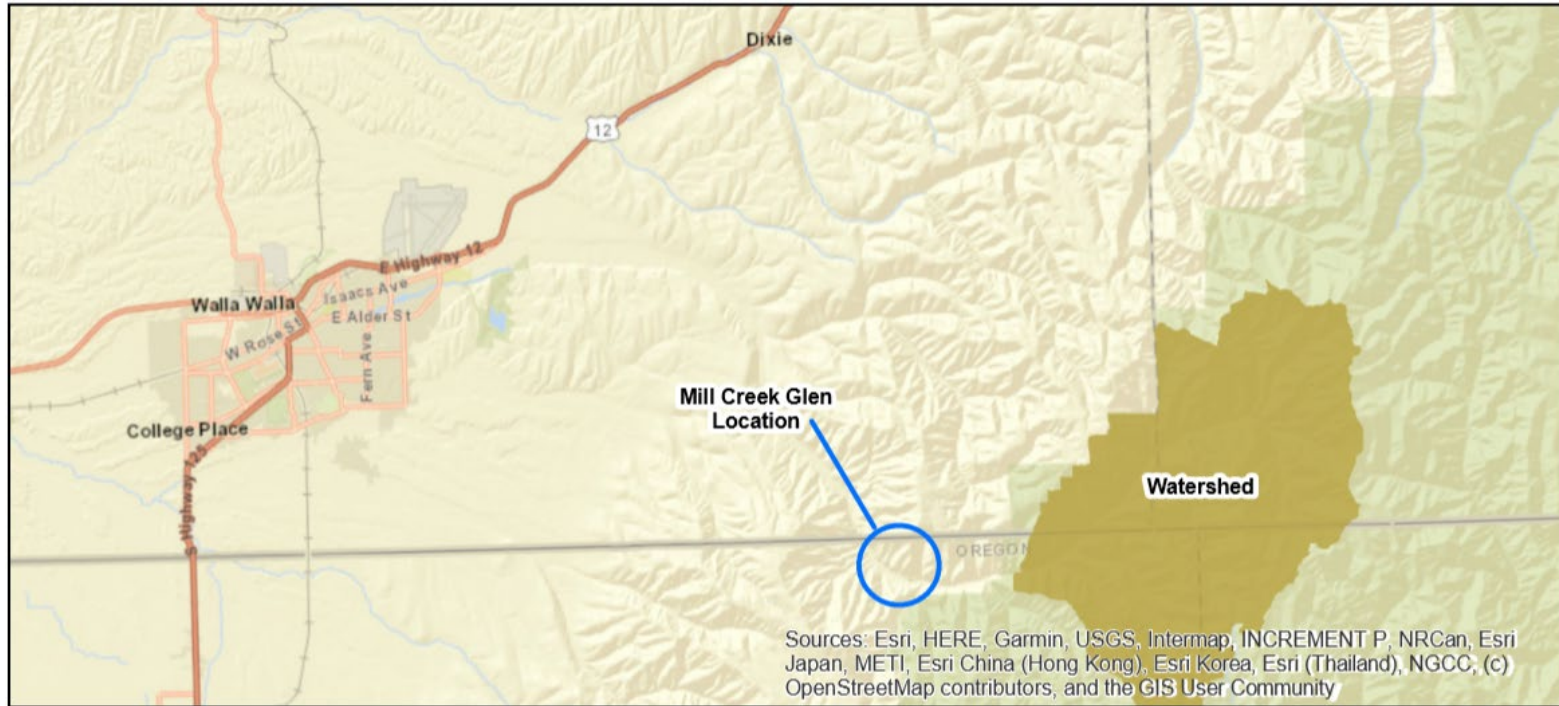 Dixie
12
E Highway 12
Walla Walla
Isaacs Ave
E Alder St
W Rose St
Fern Ave
Mill Creek Glen
Location
College Place
S Highway 125
Watershed
OREGON
Sources: Esri, HERE, Garmin, USGS, Intermap, INCREMENT P, NRCan, Esri
Japan, METI, Esri China (Hong Kong), Esri Korea, Esri (Thailand), NGCC, (c)
OpenStreetMap contributors, and the GIS User Community